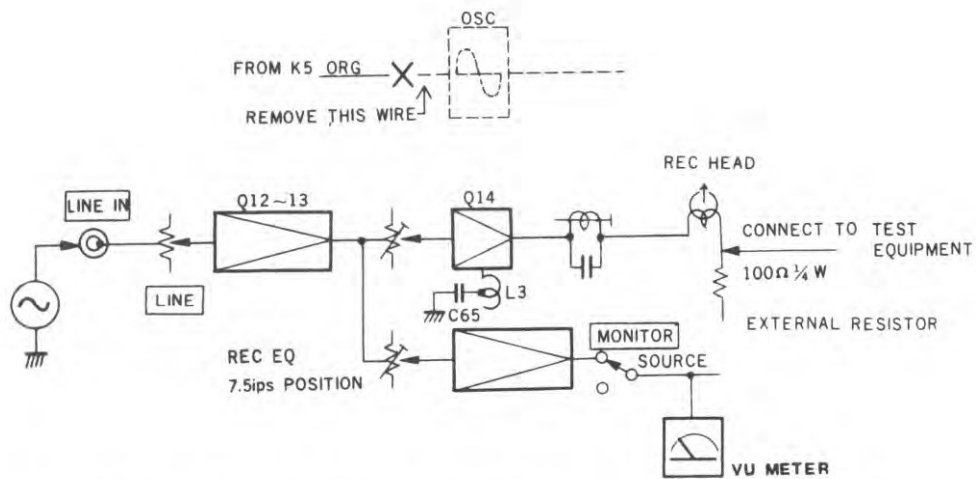 OSC
FROM K5 ORG
REMOVE THIS WIRE
REC HEAD
LINE IN
Q12~13
Q14
CONNECT TO TEST
EQUIPMENT
100Ω ¼ W
LINE
L3
C65
EXTERNAL RESISTOR
MONITOR
REC EQ
SOURCE
7.5ips POSITION
VU METER